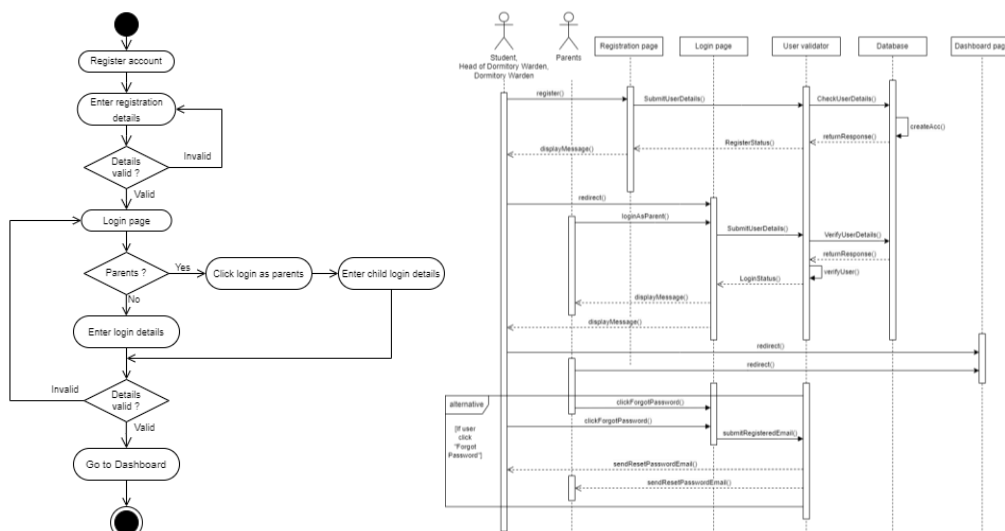 Register account
Enter registration
details
Details
valid ?
Invalid
Valid
Login page
Parents ?
Yes
Click login as parents
Enter child login details
No
Enter login details
Invalid
Details
valid ?
Valid
Go to Dashboard
Student,
Head of Dormitory Warden,
Dormitory Warden
Parents
Registration page
Login page
User validator
Database
Dashboard page
register()
SubmitUserDetails()
CheckUserDetails()
createAcc()
returnResponse()
RegisterStatus()
displayMessage()
redirect()
loginAsParent()
SubmitUserDetails()
VerifyUserDetails()
returnResponse()
verifyUser()
LoginStatus()
displayMessage()
displayMessage()
redirect()
redirect()
alternative
[If user
click
"Forgot
Password"]
clickForgotPassword()
clickForgotPassword()
submitRegisteredEmail()
sendResetPasswordEmail()
sendResetPasswordEmail()